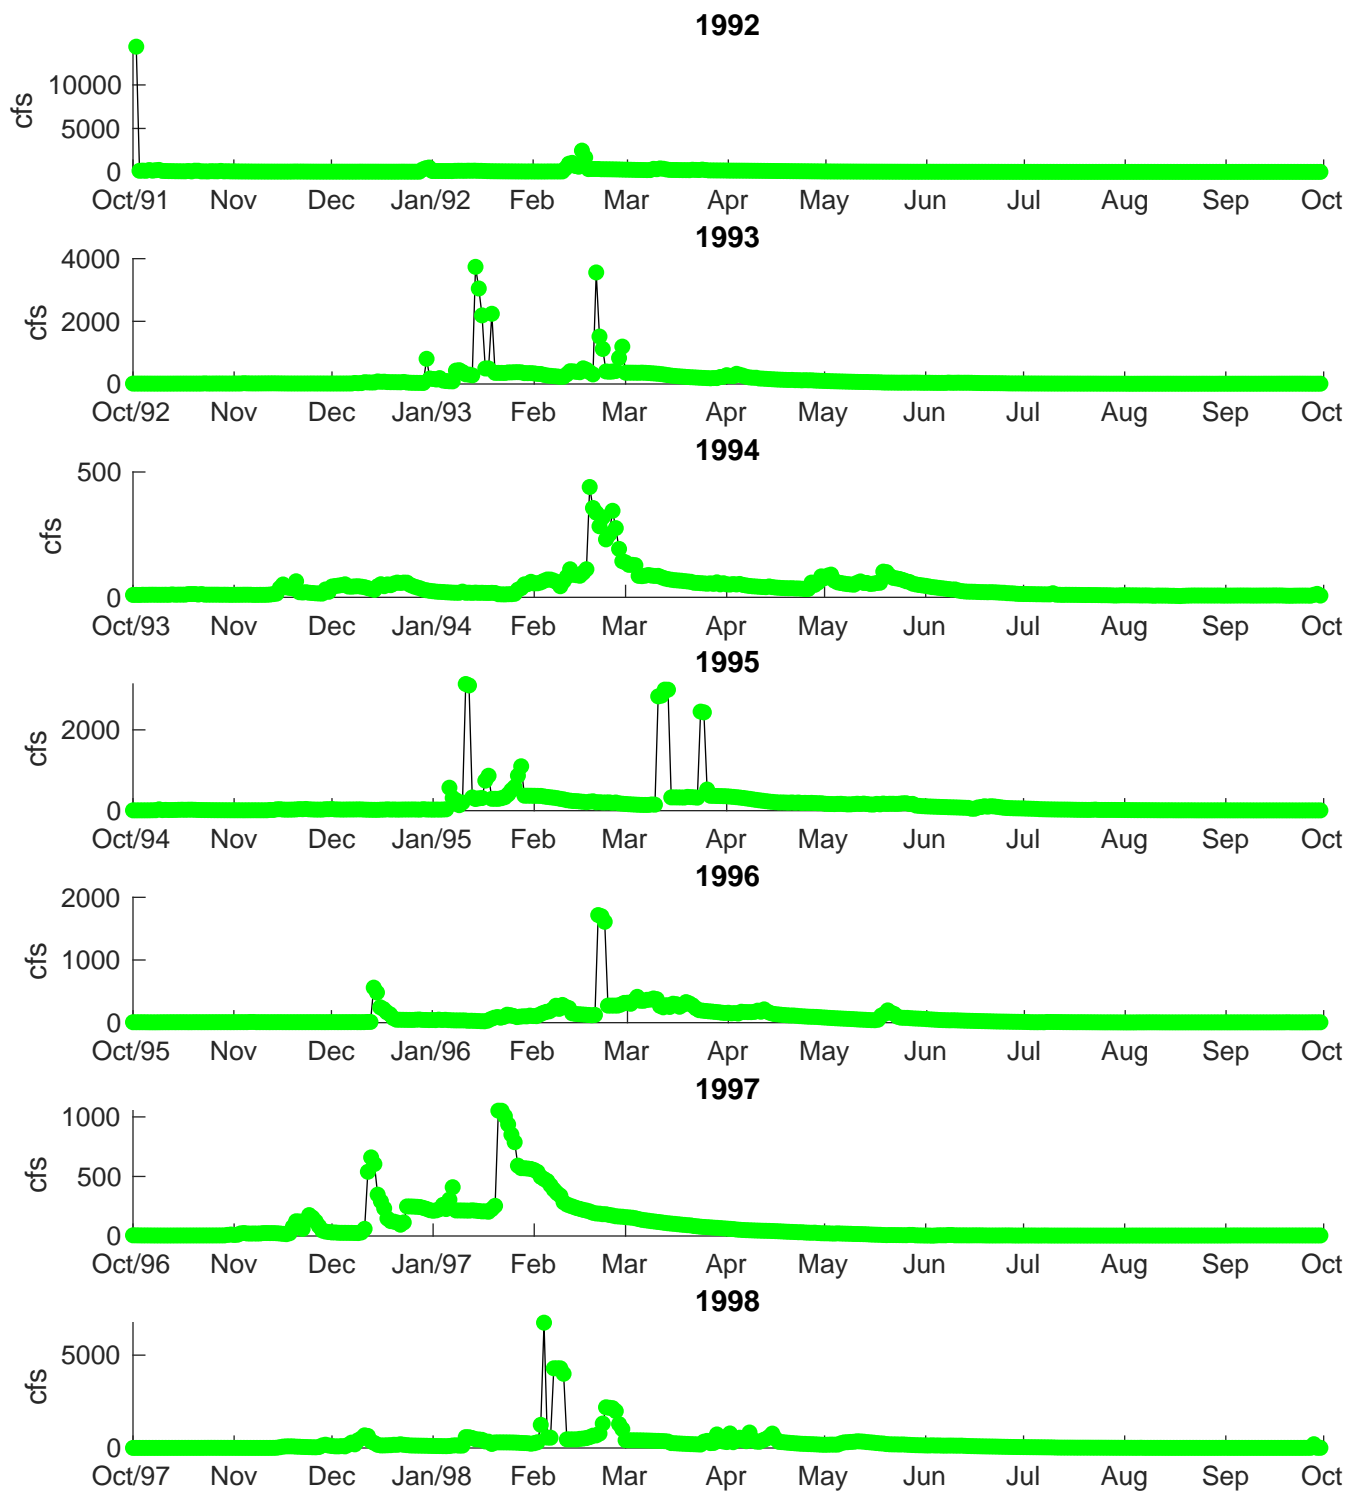 1992
cfs
10000
5000
0
Oct/91 Nov Dec Jan/92 Feb Mar Apr May Jun Jul Aug Sep Oct
1993
cfs
4000
2000
0
Oct/92 Nov Dec Jan/93 Feb Mar Apr May Jun Jul Aug Sep Oct
1994
cfs
500
0
Oct/93 Nov Dec Jan/94 Feb Mar Apr May Jun Jul Aug Sep Oct
1995
cfs
2000
0
Oct/94 Nov Dec Jan/95 Feb Mar Apr May Jun Jul Aug Sep Oct
1996
cfs
2000
1000
0
Oct/95 Nov Dec Jan/96 Feb Mar Apr May Jun Jul Aug Sep Oct
1997
cfs
1000
500
0
Oct/96 Nov Dec Jan/97 Feb Mar Apr May Jun Jul Aug Sep Oct
1998
cfs
5000
0
Oct/97 Nov Dec Jan/98 Feb Mar Apr May Jun Jul Aug Sep Oct